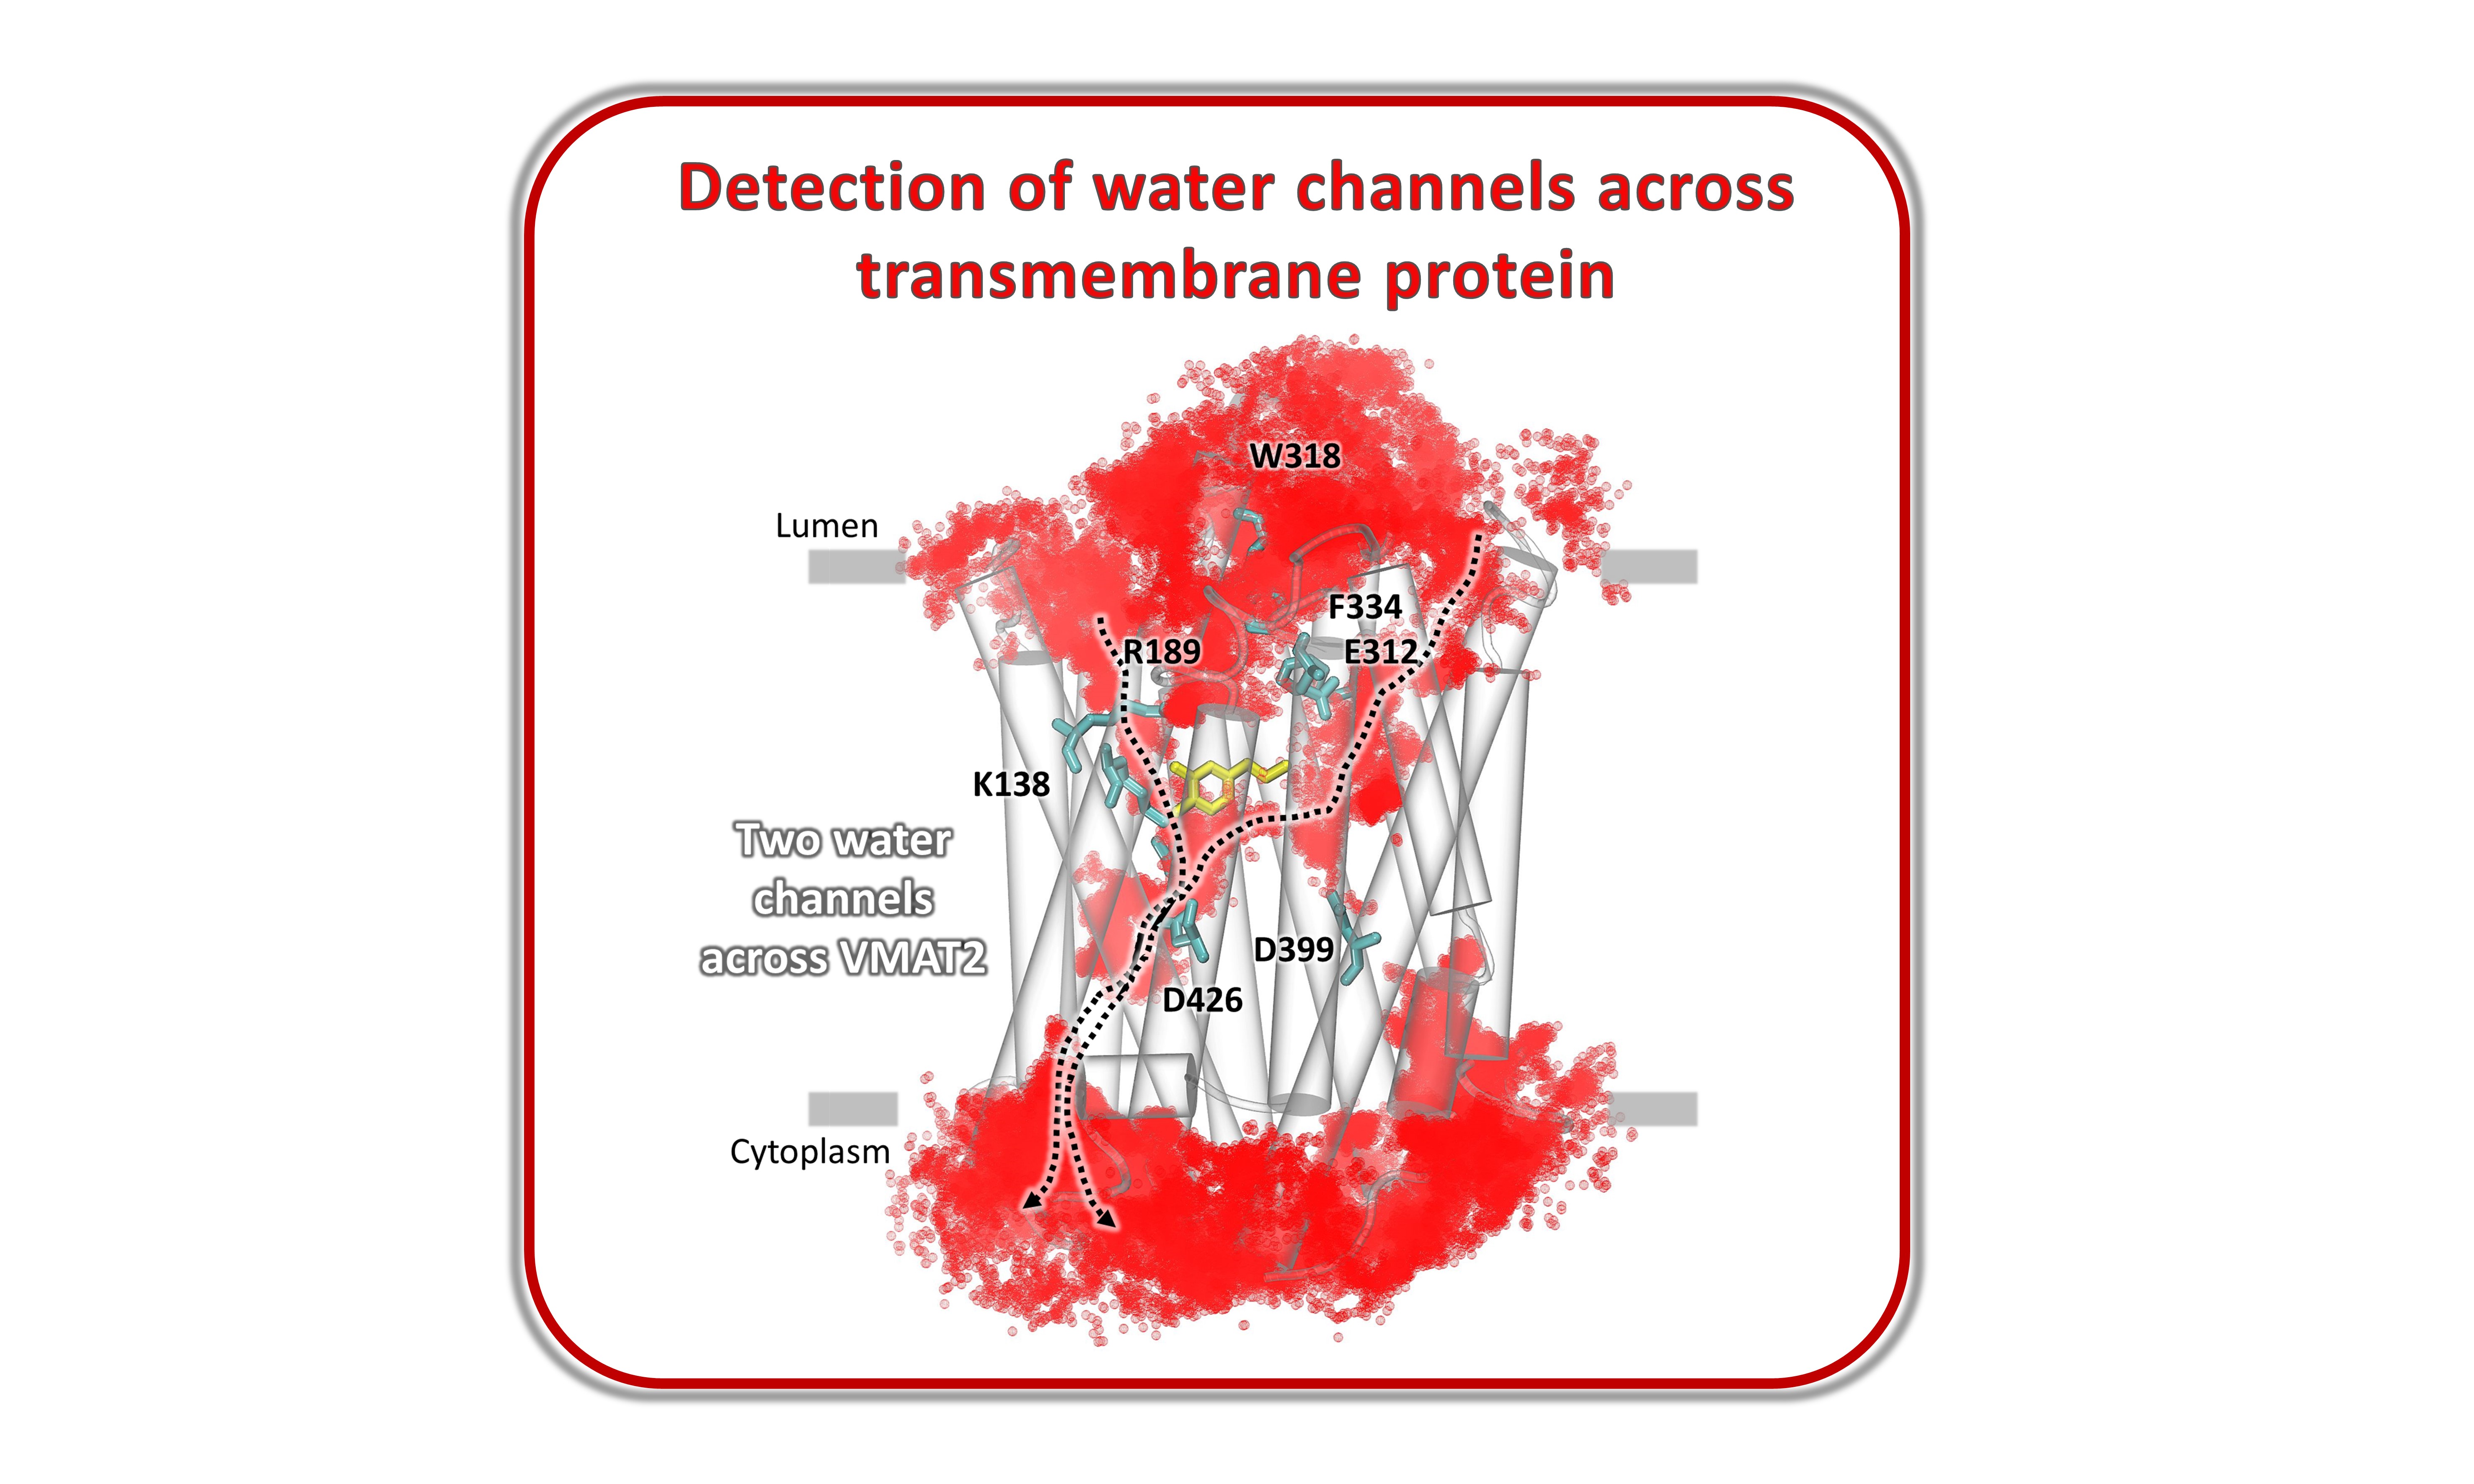 Detection of water channels across
transmembrane protein
W318
Lumen
F334
R189
E312
K138
Two water
channels
across VMAT2
D399
D426
Cytoplasm